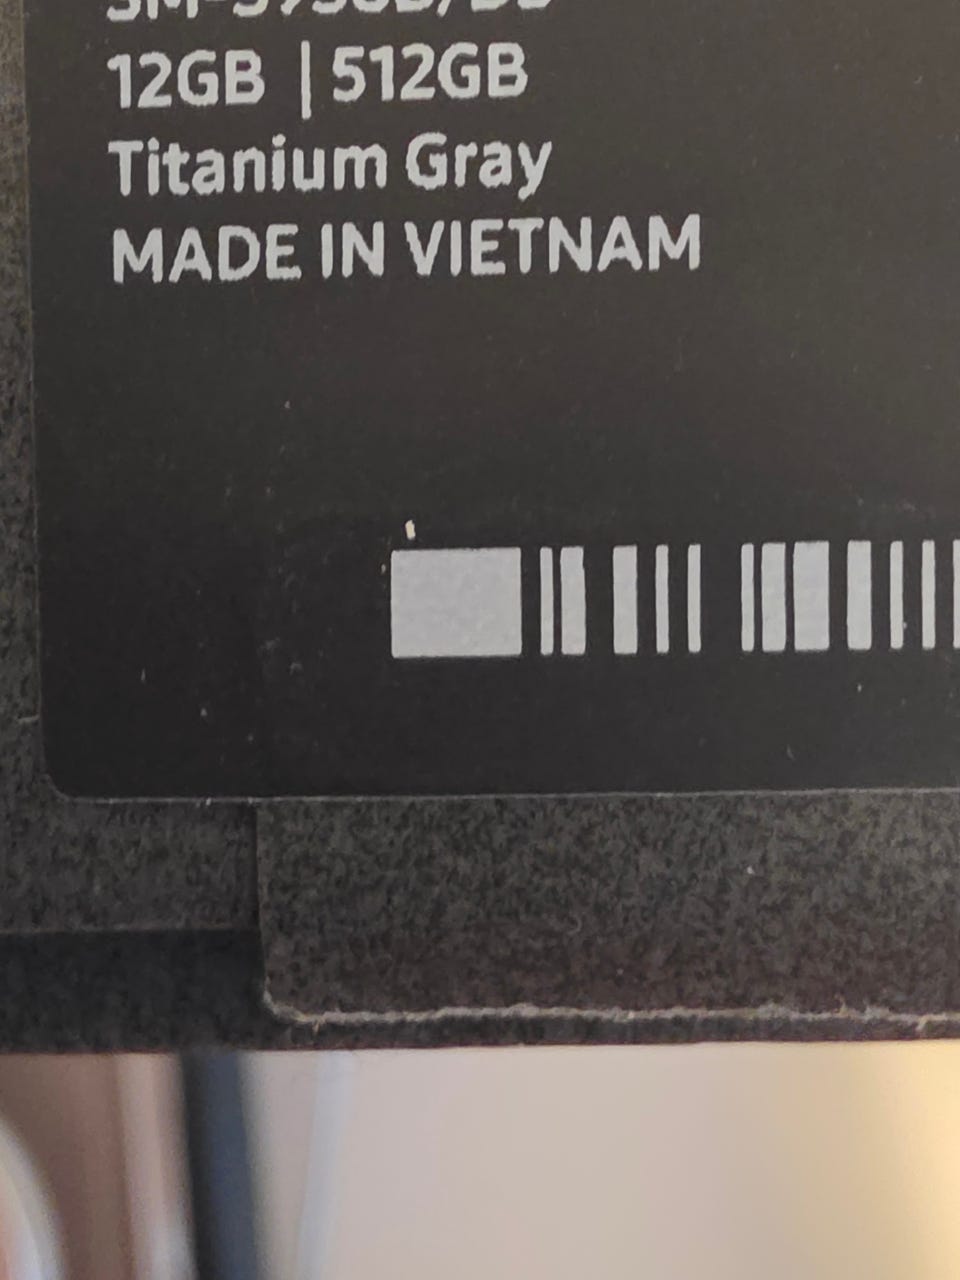 12GB | 512GB
Titanium Gray
MADE IN VIETNAM